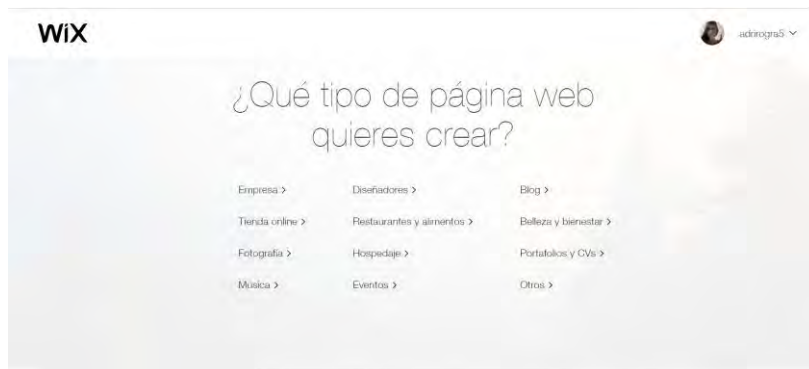 WiX
adorogra5
¿Qué tipo de página web
quieres crear?
Empresa > Diseñadores > Blog >
Tienda online > Restaurantes y alimentos > Belleza y bienestar >
Fotografía > Hospedaje > Portafolios y CVs >
Música > Eventos > Otros >